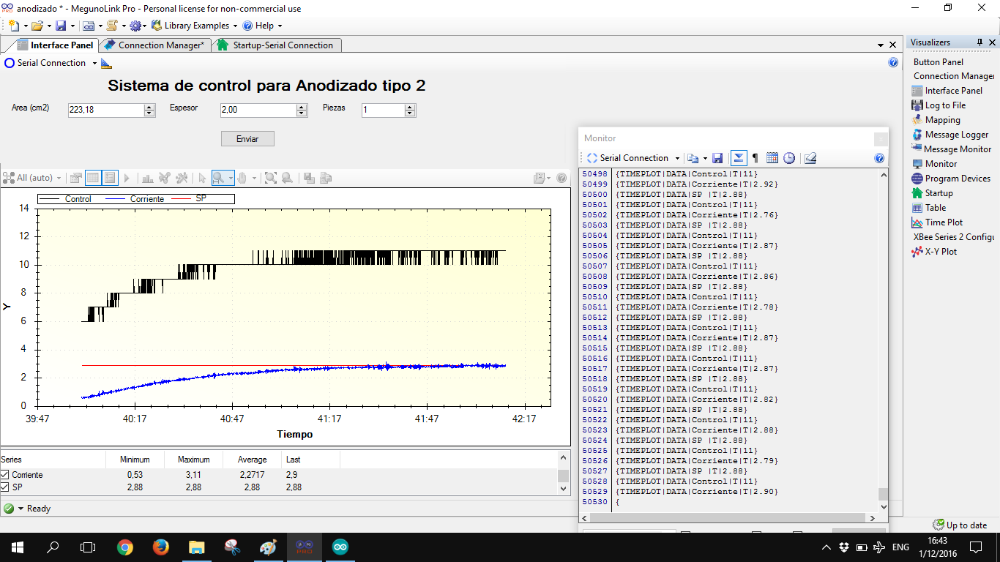 anodizado * - MegunoLink Pro - Personal license for non-commercial use
Library Examples Help
Interface Panel Connection Manager* Startup-Serial Connection
Serial Connection
Sistema de control para Anodizado tipo 2
Area (cm2) 223,18 Espesor 2,00 Piezas 1
Enviar
All (auto)
Control Corriente SP
14
12
10
8
6
4
2
0
Y
39:47 40:17 40:47 41:17 41:47 42:17
Tiempo
Series Minimum Maximum Average Last
Corriente 0,53 3,11 2,2717 2,9
SP 2,88 2,88 2,88 2,88
Ready
Monitor
Serial Connection
50498 {TIMEPLOT|DATA|Control|T|11}
50499 {TIMEPLOT|DATA|Corriente|T|2.92}
50500 {TIMEPLOT|DATA|SP |T|2.88}
50501 {TIMEPLOT|DATA|Control|T|11}
50502 {TIMEPLOT|DATA|Corriente|T|2.76}
50503 {TIMEPLOT|DATA|SP |T|2.88}
50504 {TIMEPLOT|DATA|Control|T|11}
50505 {TIMEPLOT|DATA|Corriente|T|2.87}
50506 {TIMEPLOT|DATA|SP |T|2.88}
50507 {TIMEPLOT|DATA|Control|T|11}
50508 {TIMEPLOT|DATA|Corriente|T|2.86}
50509 {TIMEPLOT|DATA|SP |T|2.88}
50510 {TIMEPLOT|DATA|Control|T|11}
50511 {TIMEPLOT|DATA|Corriente|T|2.78}
50512 {TIMEPLOT|DATA|SP |T|2.88}
50513 {TIMEPLOT|DATA|Control|T|11}
50514 {TIMEPLOT|DATA|Corriente|T|2.87}
50515 {TIMEPLOT|DATA|SP |T|2.88}
50516 {TIMEPLOT|DATA|Control|T|11}
50517 {TIMEPLOT|DATA|Corriente|T|2.87}
50518 {TIMEPLOT|DATA|SP |T|2.88}
50519 {TIMEPLOT|DATA|Control|T|11}
50520 {TIMEPLOT|DATA|Corriente|T|2.82}
50521 {TIMEPLOT|DATA|SP |T|2.88}
50522 {TIMEPLOT|DATA|Control|T|11}
50523 {TIMEPLOT|DATA|Corriente|T|2.88}
50524 {TIMEPLOT|DATA|SP |T|2.88}
50525 {TIMEPLOT|DATA|Control|T|11}
50526 {TIMEPLOT|DATA|Corriente|T|2.79}
50527 {TIMEPLOT|DATA|SP |T|2.88}
50528 {TIMEPLOT|DATA|Control|T|11}
50529 {TIMEPLOT|DATA|Corriente|T|2.90}
50530 {
Visualizers
Button Panel
Connection Manager
Interface Panel
Log to File
Mapping
Message Logger
Message Monitor
Monitor
Program Devices
Startup
Table
Time Plot
XBee Series 2 Configu
X-Y Plot
Up to date
PRO
ENG
16:43
1/12/2016